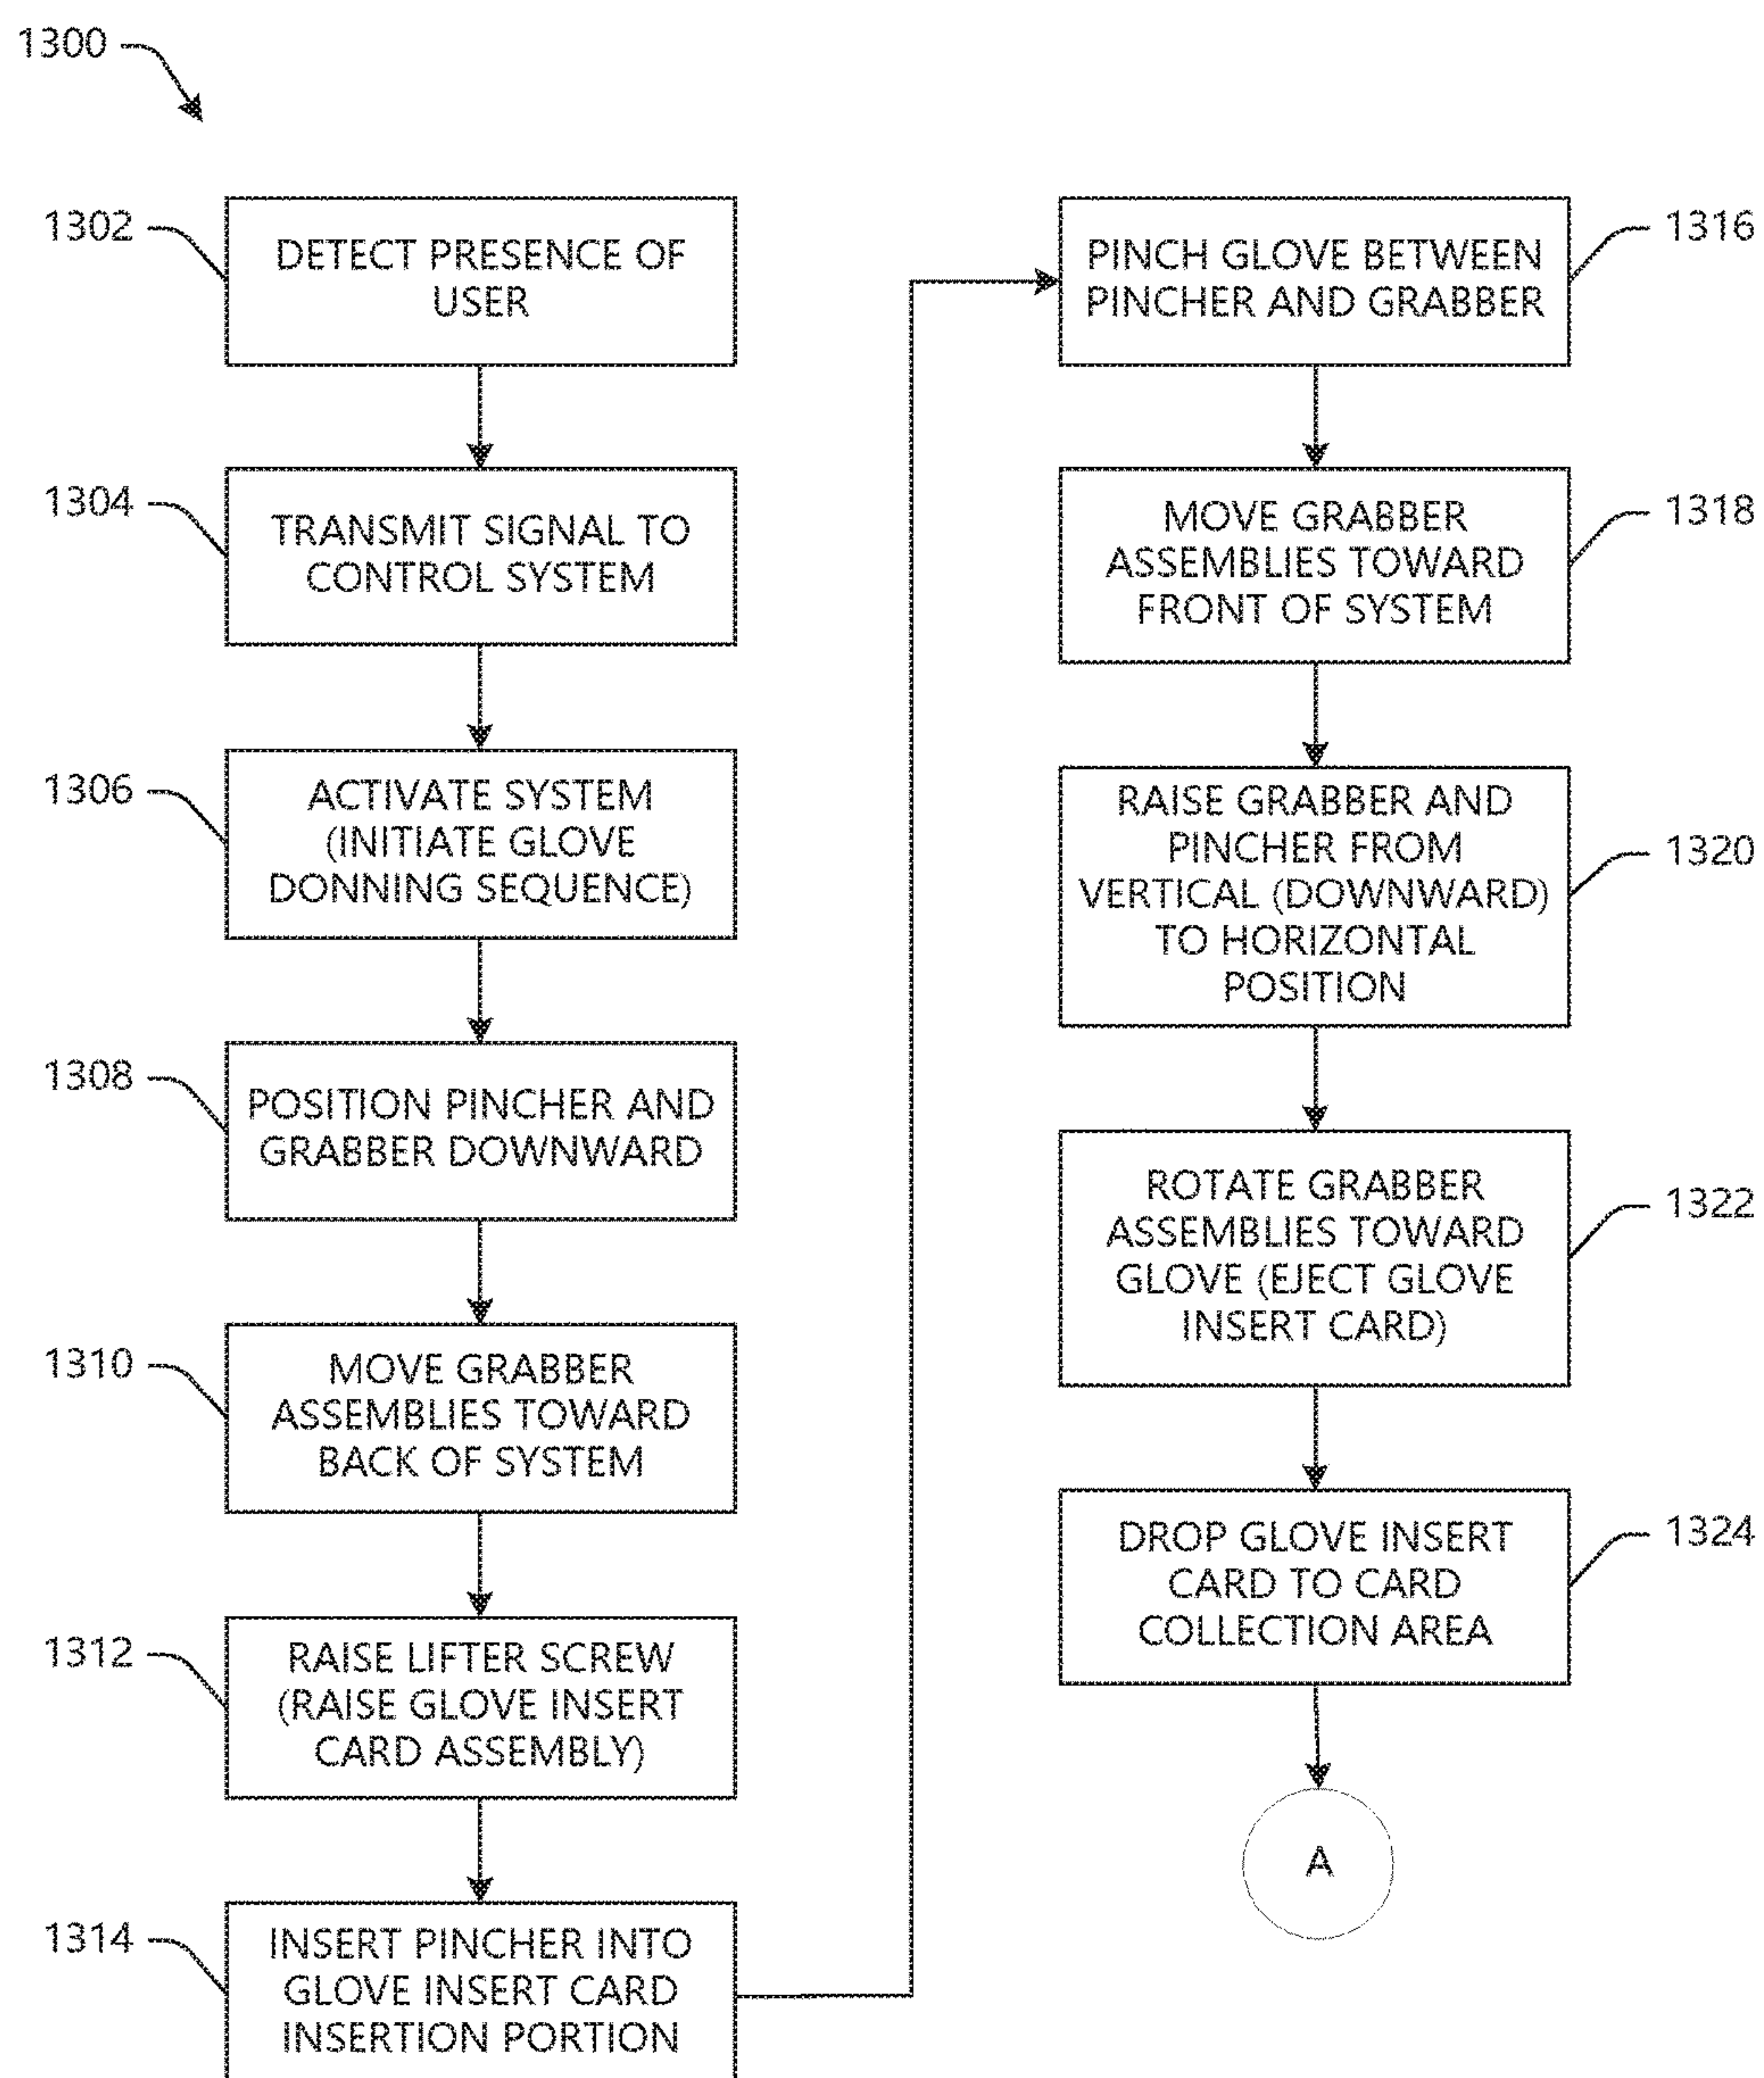 1300
1302
DETECT PRESENCE OF
USER
1304
TRANSMIT SIGNAL TO
CONTROL SYSTEM
1306
ACTIVATE SYSTEM
(INITIATE GLOVE
DONNING SEQUENCE)
1308
POSITION PINCHER AND
GRABBER DOWNWARD
1310
MOVE GRABBER
ASSEMBLIES TOWARD
BACK OF SYSTEM
1312
RAISE LIFTER SCREW
(RAISE GLOVE INSERT
CARD ASSEMBLY)
1314
INSERT PINCHER INTO
GLOVE INSERT CARD
INSERTION PORTION
1316
PINCH GLOVE BETWEEN
PINCHER AND GRABBER
1318
MOVE GRABBER
ASSEMBLIES TOWARD
FRONT OF SYSTEM
1320
RAISE GRABBER AND
PINCHER FROM
VERTICAL (DOWNWARD)
TO HORIZONTAL
POSITION
1322
ROTATE GRABBER
ASSEMBLIES TOWARD
GLOVE (EJECT GLOVE
INSERT CARD)
1324
DROP GLOVE INSERT
CARD TO CARD
COLLECTION AREA
A